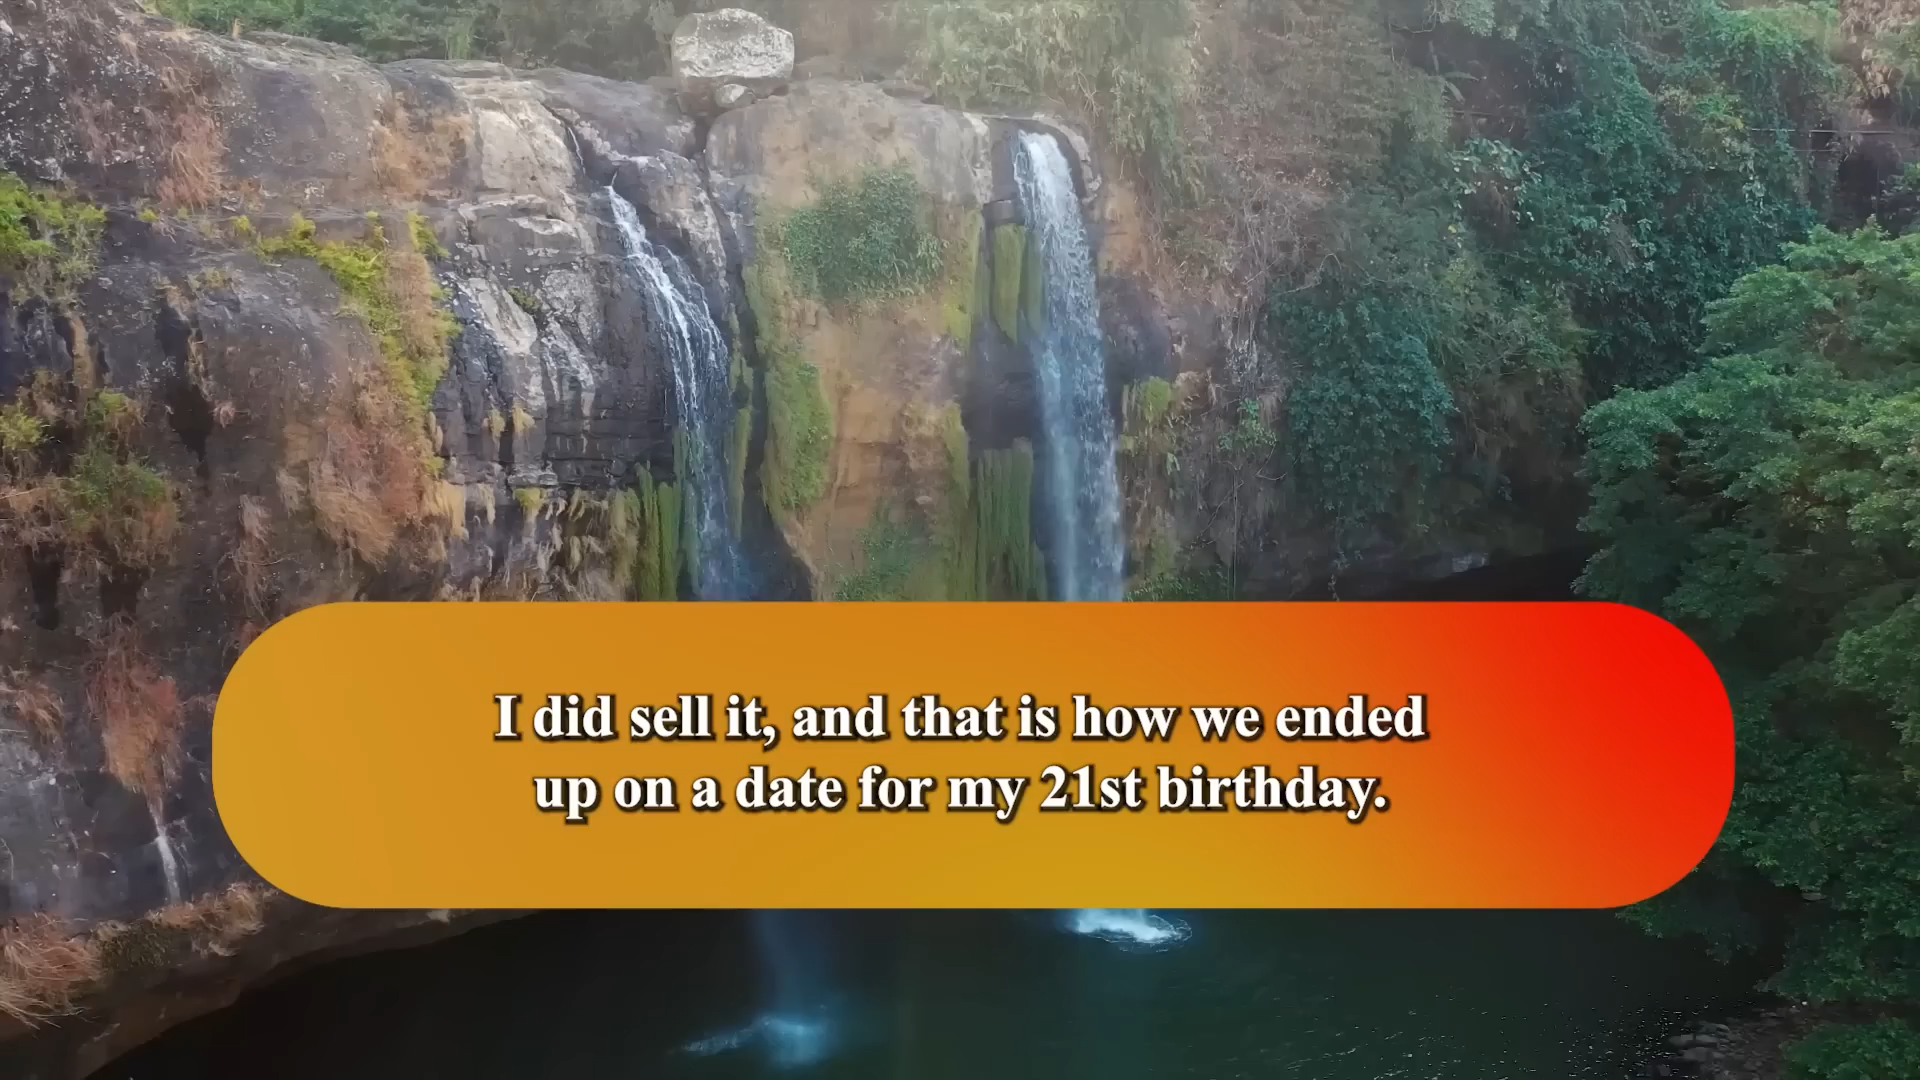 I did sell it, and that is how we ended
up on a date for my 21st birthday.